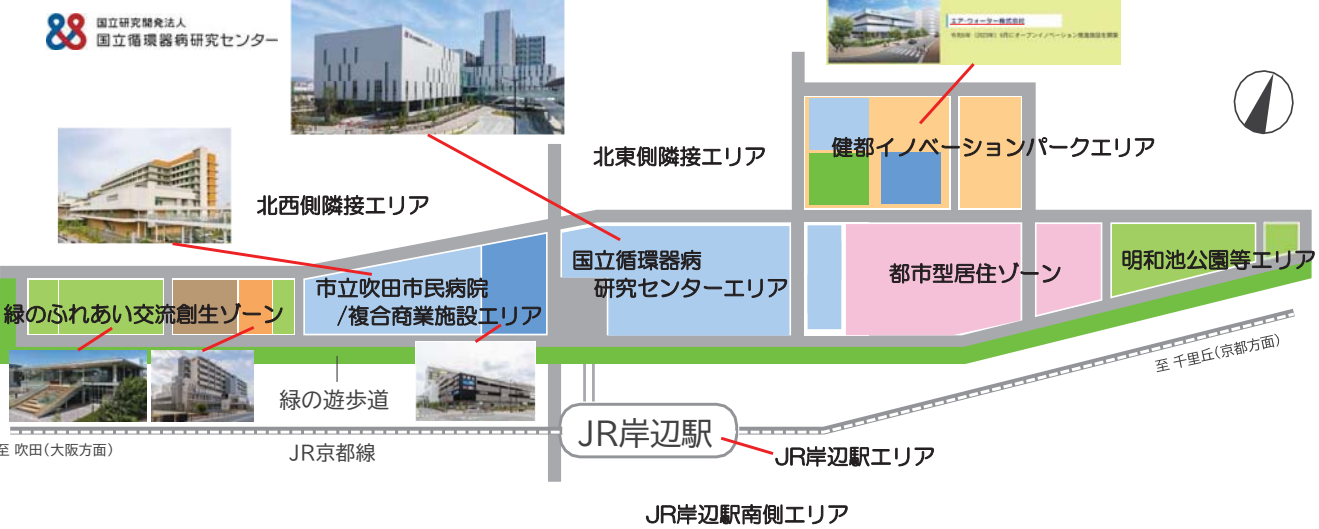 国立研究開発法人
国立循環器病研究センター
エア・ウォーター株式会社
北東側隣接エリア
健都イノベーションパークエリア
北西側隣接エリア
国立循環器病
研究センターエリア
都市型居住ゾーン
明和池公園等エリア
市立吹田市民病院
/複合商業施設エリア
緑のふれあい交流創生ゾーン
至 千里丘(京都方面)
緑の遊歩道
JR岸辺駅
至 吹田(大阪方面)
JR京都線
JR岸辺駅エリア
JR岸辺駅南側エリア